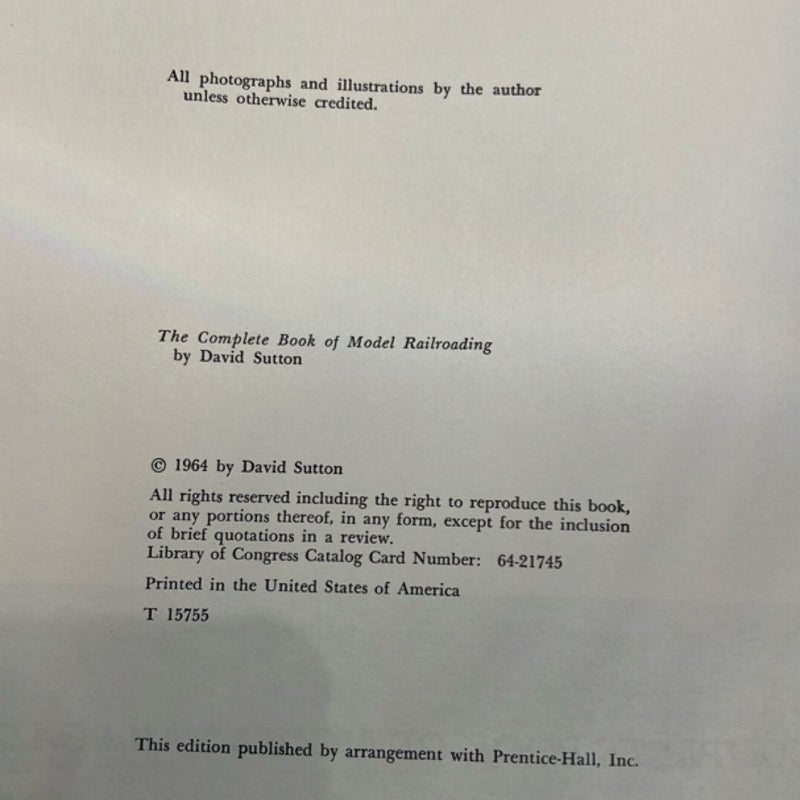 All photographs and illustrations by the author
unless otherwise credited.
The Complete Book of Model Railroading
by David Sutton
© 1964 by David Sutton
All rights reserved including the right to reproduce this book,
or any portions thereof, in any form, except for the inclusion
of brief quotations in a review.
Library of Congress Catalog Card Number: 64-21745
Printed in the United States of America
T 15755
This edition published by arrangement with Prentice-Hall, Inc.